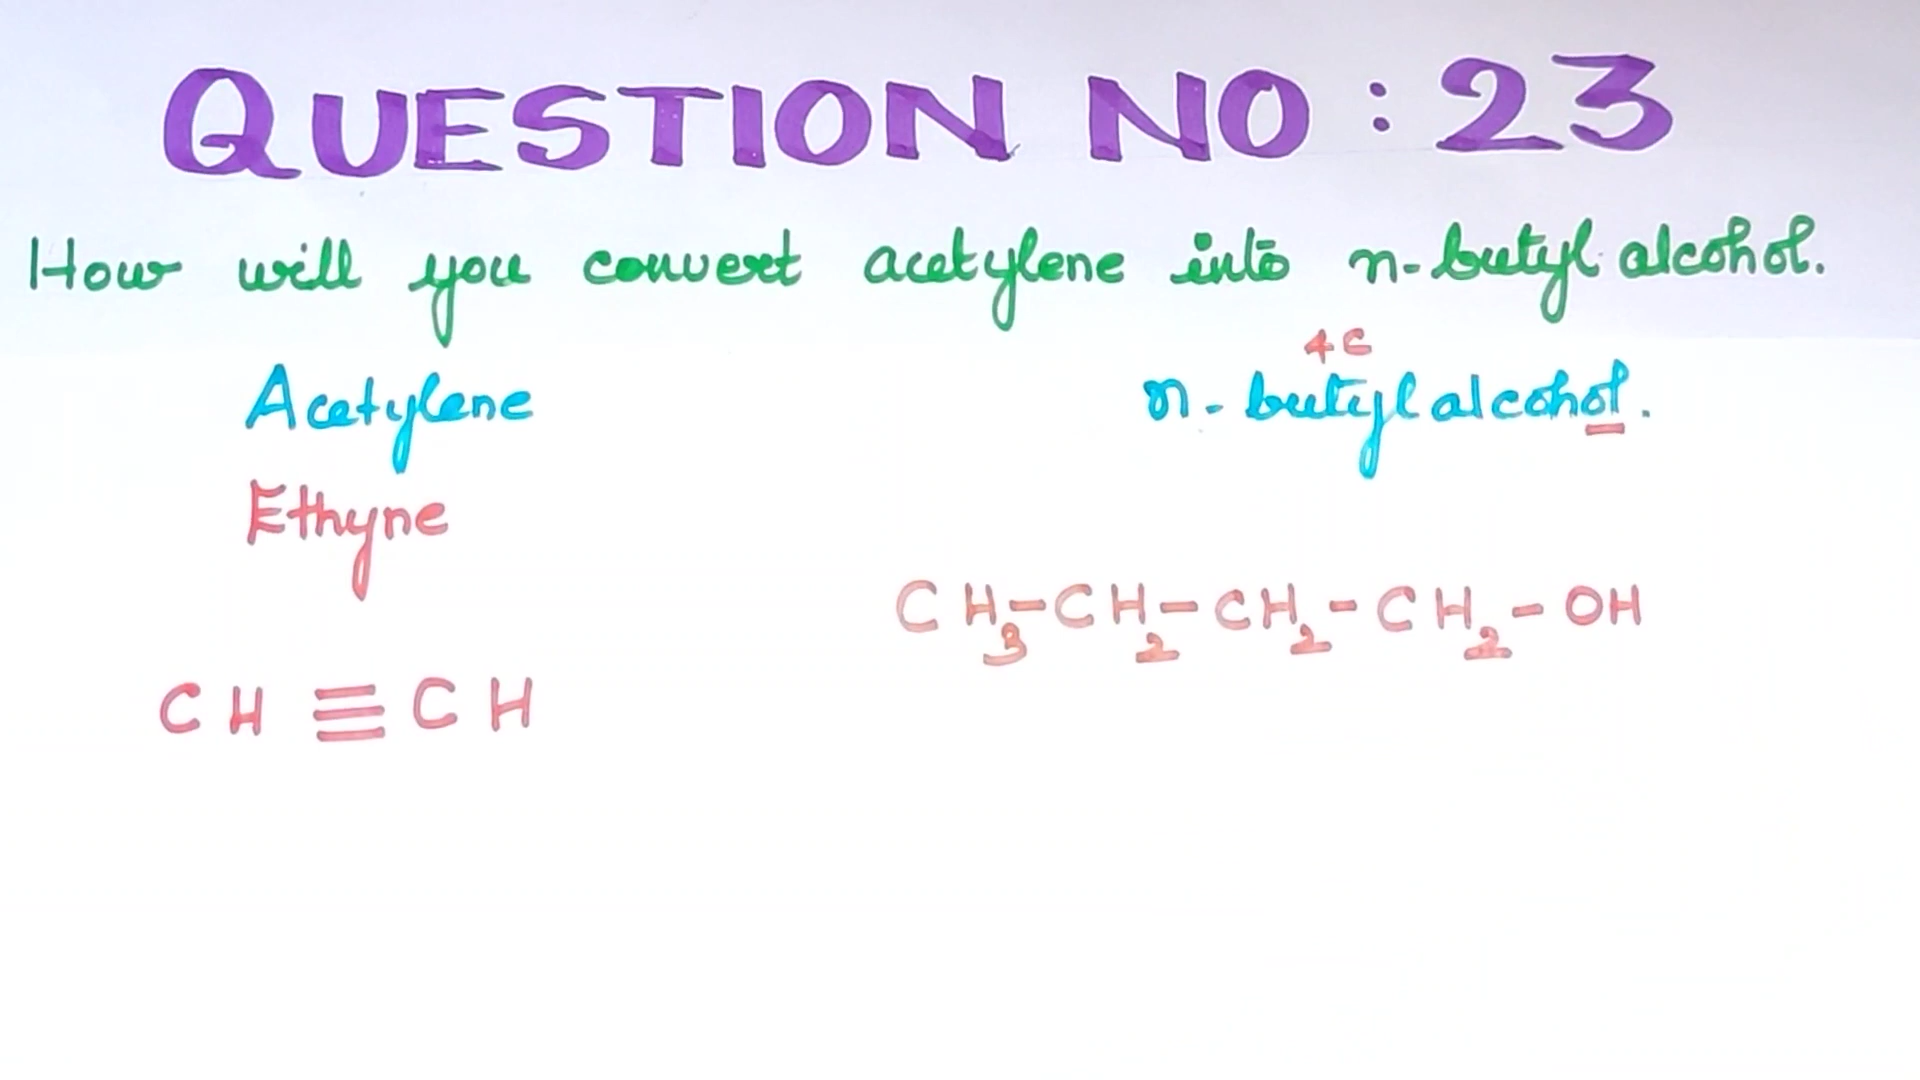 QUESTION NO : 23
How will you convert acetylene into n-butyl alcohol.
4C
Acetylene n-butyl alcohol.
Ethyne
CH₃-CH₂-CH₂-CH₂-OH
CH≡CH